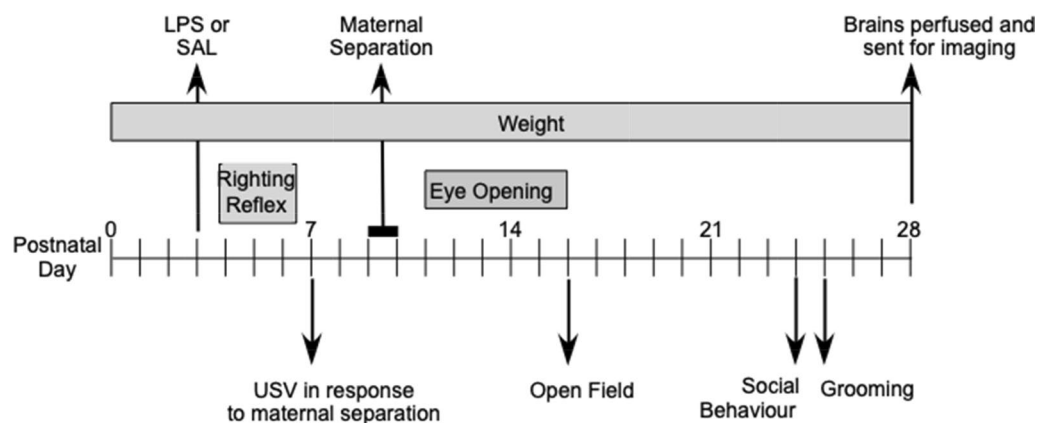 LPS or
SAL
Maternal
Separation
Brains perfused and
sent for imaging
Weight
Righting
Reflex
Eye Opening
0
7
14
21
28
Postnatal
Day
USV in response
to maternal separation
Open Field
Social
Behaviour
Grooming